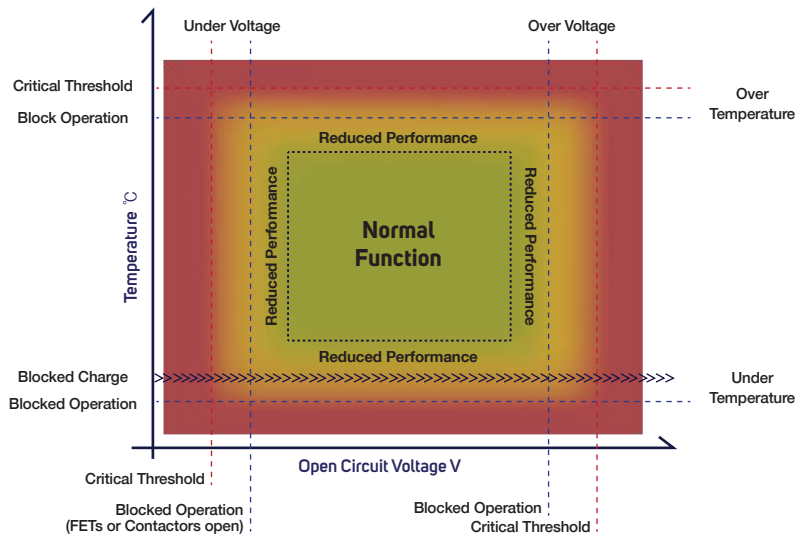 Under Voltage
Over Voltage
Critical Threshold
Block Operation
Over
Temperature
Reduced Performance
Reduced Performance
Reduced Performance
Normal
Function
Temperature °C
Reduced Performance
Blocked Charge
Blocked Operation
Under
Temperature
Open Circuit Voltage V
Critical Threshold
Blocked Operation
(FETs or Contactors open)
Blocked Operation
Critical Threshold